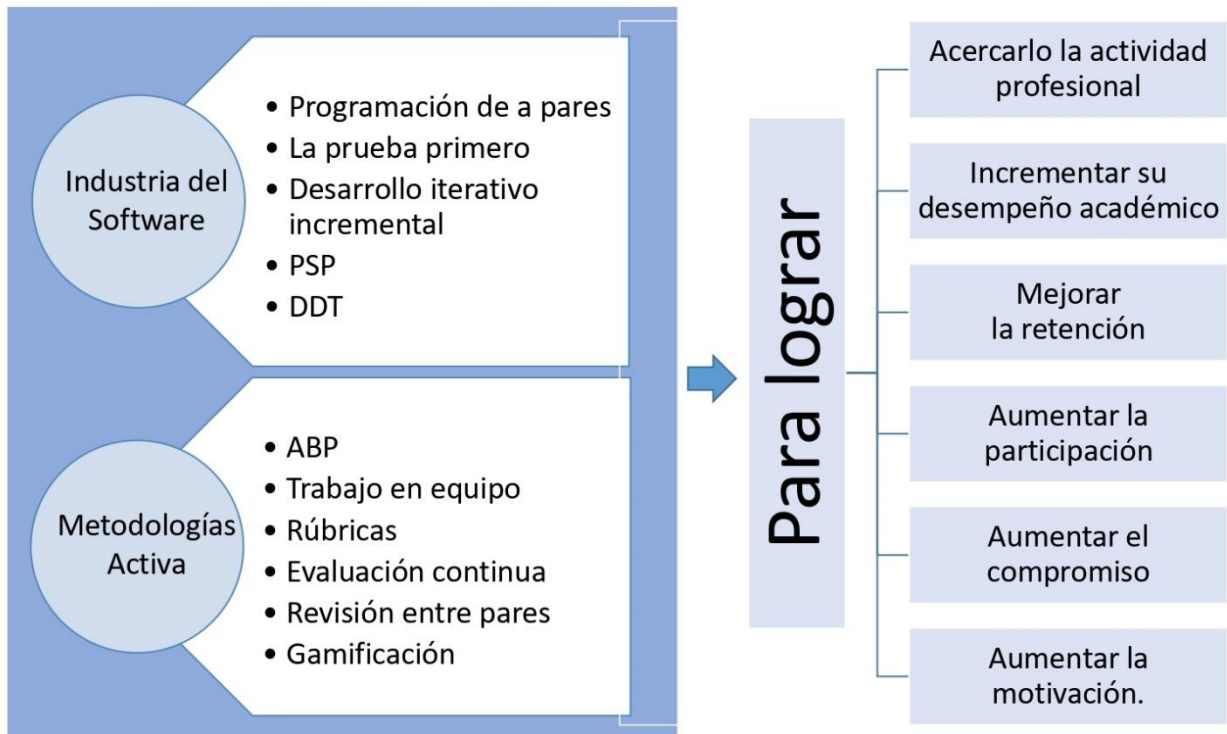 Industria del
Software
• Programación de a pares
• La prueba primero
• Desarrollo iterativo
incremental
• PSP
• DDT
Metodologías
Activa
• ABP
• Trabajo en equipo
• Rúbricas
• Evaluación continua
• Revisión entre pares
• Gamificación
Para lograr
Acercarlo la actividad
profesional
Incrementar su
desempeño académico
Mejorar
la retención
Aumentar la
participación
Aumentar el
compromiso
Aumentar la
motivación.